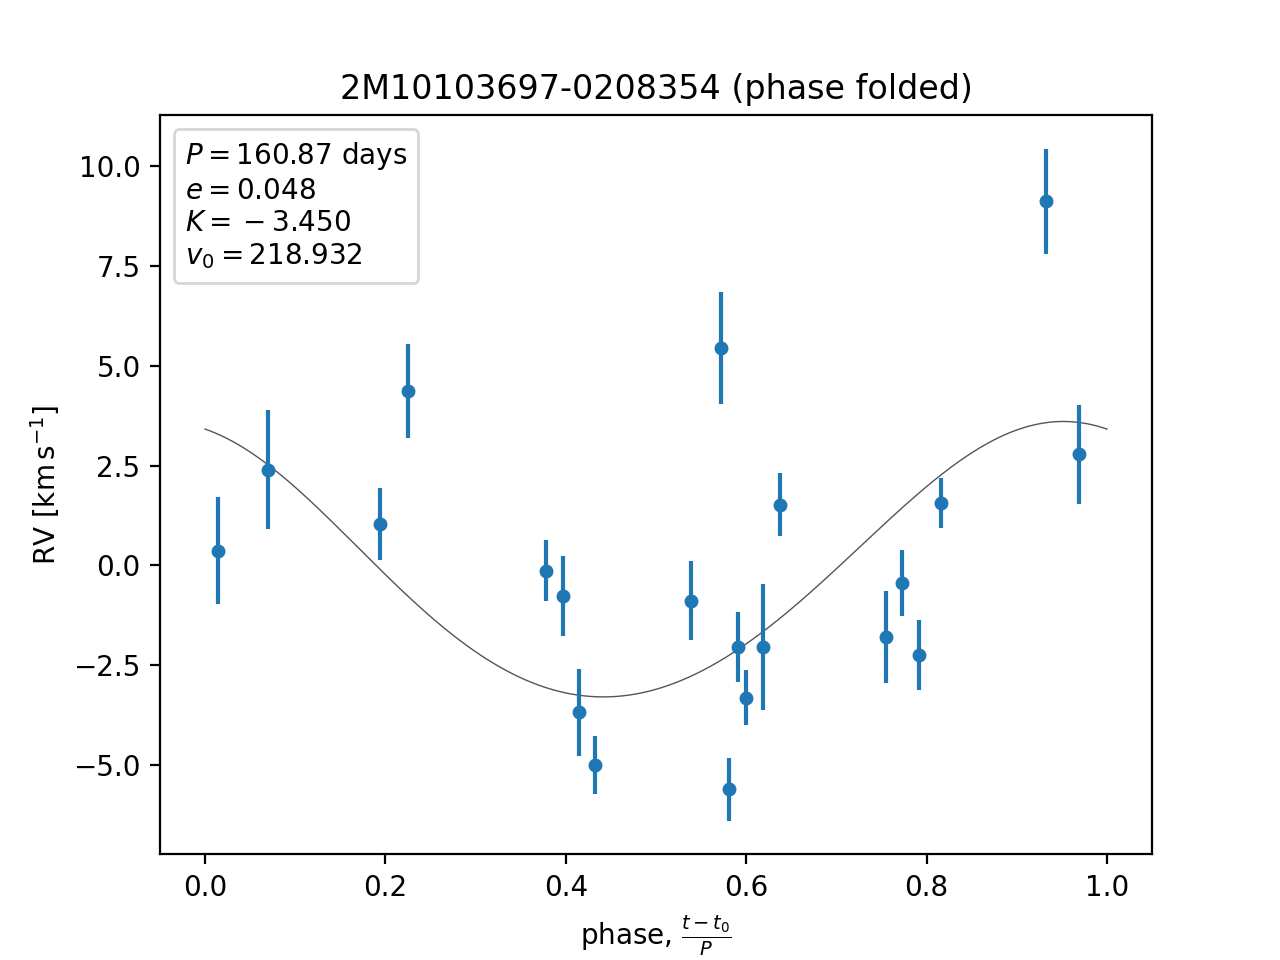 2M10103697-0208354 (phase folded)
P = 160.87 days
e = 0.048
K = −3.450
v₀ = 218.932
10.0
7.5
5.0
2.5
0.0
−2.5
−5.0
RV [km s⁻¹]
0.0 0.2 0.4 0.6 0.8 1.0
phase, (t − t₀)/P